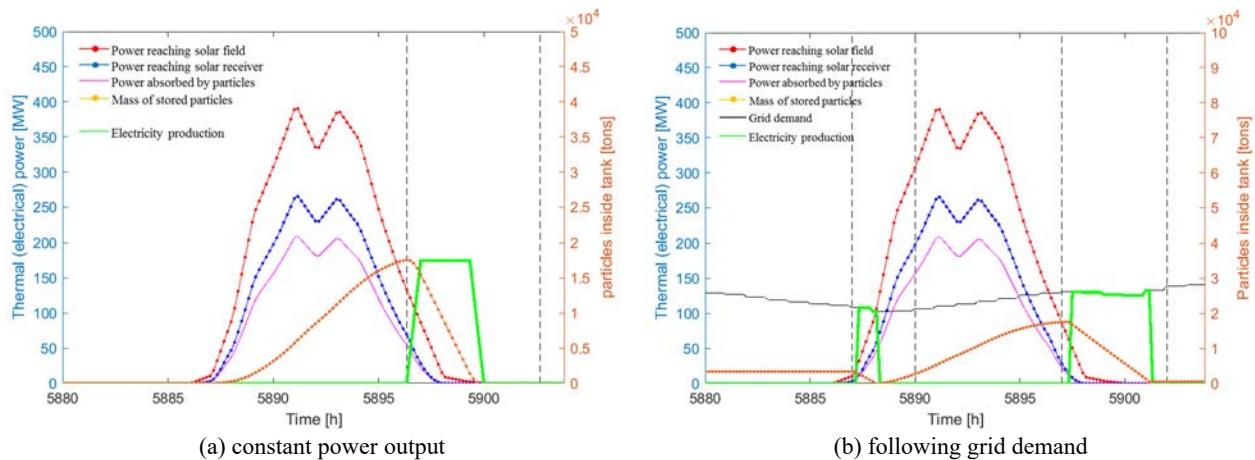 ×10⁴
500
450
400
350
300
250
200
150
100
50
0
Thermal (electrical) power [MW]
Power reaching solar field
Power reaching solar receiver
Power absorbed by particles
Mass of stored particles
Electricity production
5
4.5
4
3.5
3
2.5
2
1.5
1
0.5
0
particles inside tank [tons]
5880
5885
5890
5895
5900
Time [h]
(a) constant power output
×10⁴
500
450
400
350
300
250
200
150
100
50
0
Thermal (electrical) power [MW]
Power reaching solar field
Power reaching solar receiver
Power absorbed by particles
Mass of stored particles
Grid demand
Electricity production
10
9
8
7
6
5
4
3
2
1
0
Particles inside tank [tons]
5880
5885
5890
5895
5900
Time [h]
(b) following grid demand